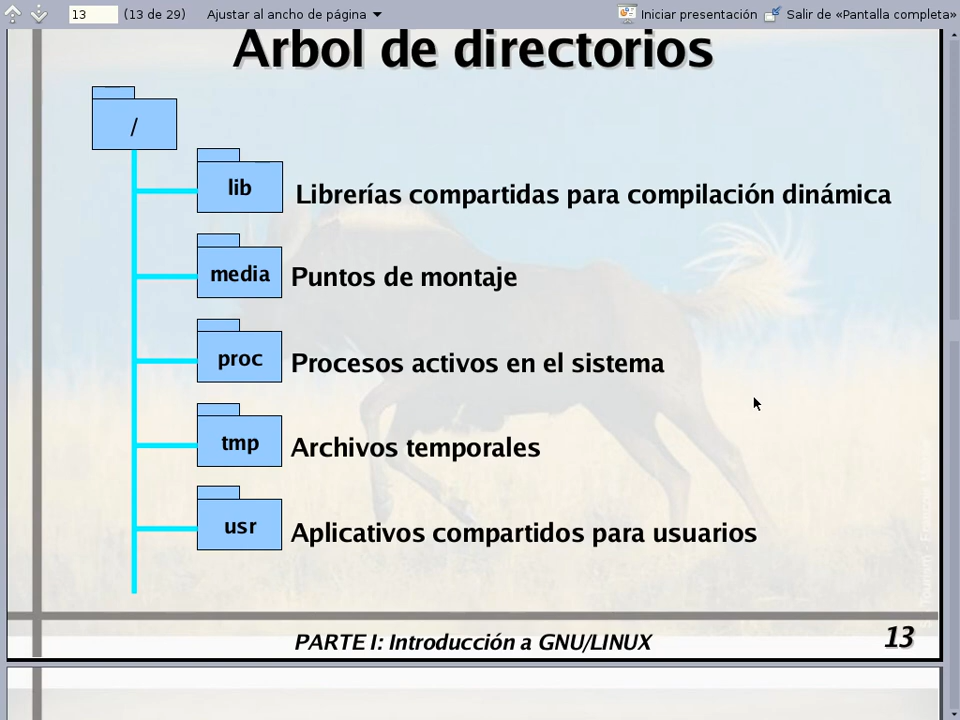 13 (13 de 29) Ajustar al ancho de página Iniciar presentación Salir de «Pantalla completa»
Árbol de directorios
/
lib Librerías compartidas para compilación dinámica
media Puntos de montaje
proc Procesos activos en el sistema
tmp Archivos temporales
usr Aplicativos compartidos para usuarios
PARTE I: Introducción a GNU/LINUX 13